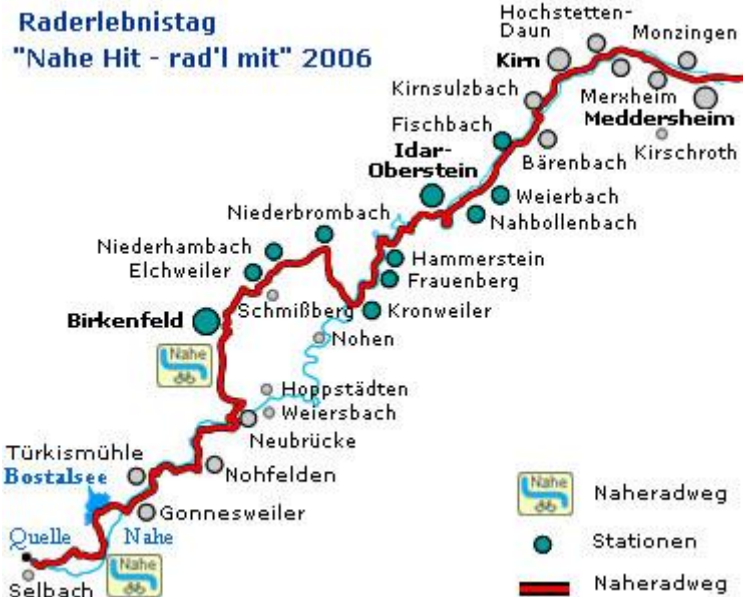 Raderlebnistag
"Nahe Hit - rad'l mit" 2006
Hochstetten-
Daun
Monzingen
Kirn
Kirnsulzbach
Merxheim
Meddersheim
Fischbach
Kirschroth
Idar-
Oberstein
Bärenbach
Weierbach
Niederbrombach
Nahbollenbach
Niederhambach
Elchweiler
Hammerstein
Frauenberg
Schmißberg
Kronweiler
Birkenfeld
Nohen
Nahe
Hoppstädten
Weiersbach
Neubrücke
Türkismühle
Bostalsee
Nohfelden
Nahe
Naheradweg
Gonnesweiler
Quelle
Nahe
Stationen
Nahe
Selbach
Naheradweg